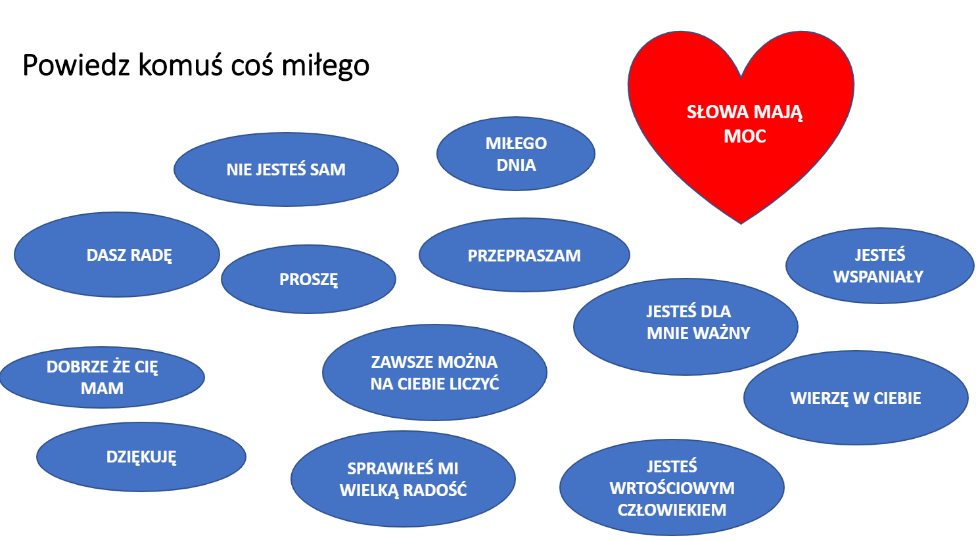 Powiedz komuś coś miłego
SŁOWA MAJĄ
MOC
MIŁEGO
DNIA
NIE JESTEŚ SAM
DASZ RADĘ
PROSZĘ
PRZEPRASZAM
JESTEŚ
WSPANIAŁY
JESTEŚ DLA
MNIE WAŻNY
DOBRZE ŻE CIĘ
MAM
ZAWSZE MOŻNA
NA CIEBIE LICZYĆ
WIERZĘ W CIEBIE
DZIĘKUJĘ
SPRAWIŁEŚ MI
WIELKĄ RADOŚĆ
JESTEŚ
WRTOŚCIOWYM
CZŁOWIEKIEM